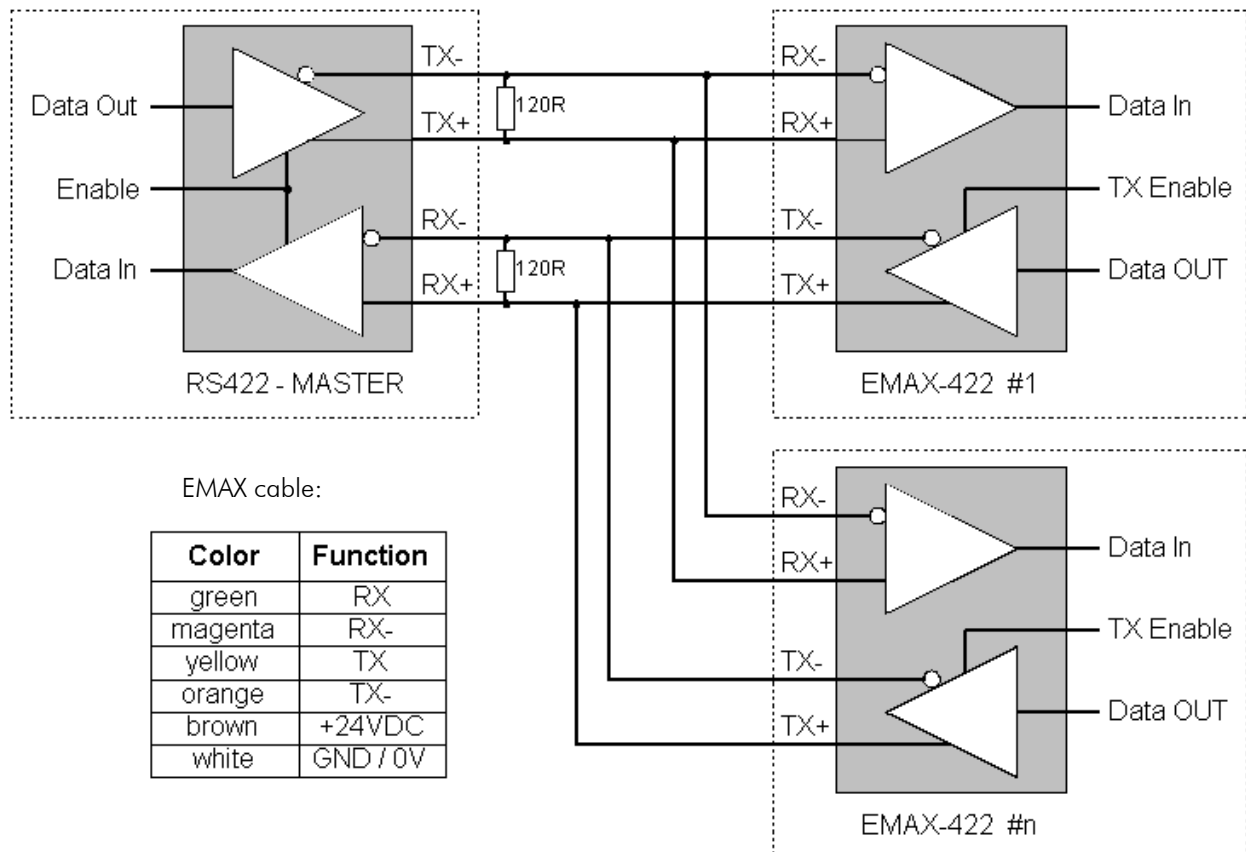 TX-
RX-
120R
Data Out
Data In
TX+
RX+
Enable
TX Enable
RX-
TX-
120R
Data In
Data OUT
RX+
TX+
RS422 - MASTER
EMAX-422 #1
EMAX cable:
Color Function
green RX
magenta RX-
yellow TX
orange TX-
brown +24VDC
white GND / 0V
RX-
Data In
RX+
TX Enable
TX-
Data OUT
TX+
EMAX-422 #n